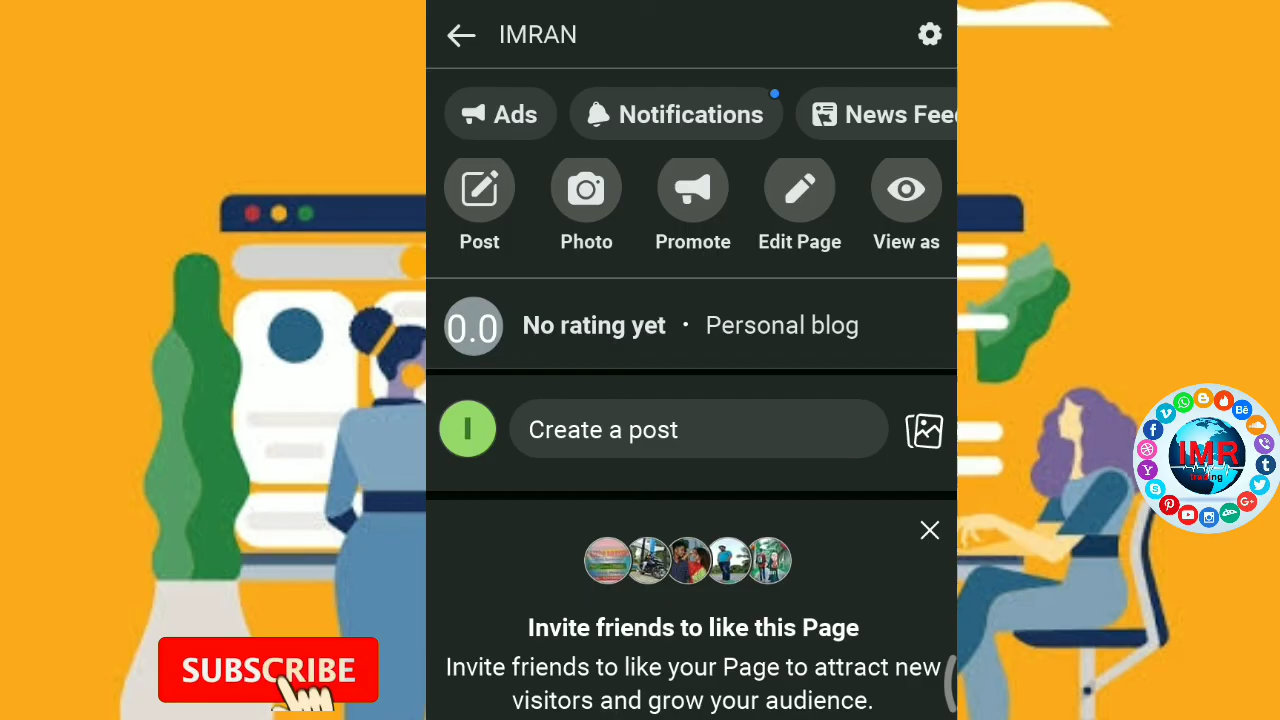 IMRAN
Ads
Notifications
News Fee
Post
Photo
Promote
Edit Page
View as
0.0
No rating yet • Personal blog
I
Create a post
Invite friends to like this Page
Invite friends to like your Page to attract new
visitors and grow your audience.
SUBSCRIBE
IMR
trading